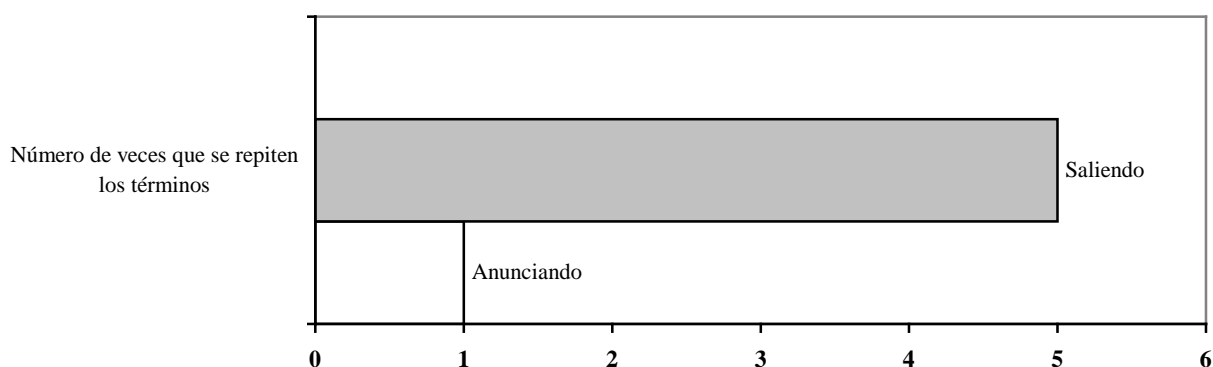 Número de veces que se repiten
los términos
Saliendo
Anunciando
0 1 2 3 4 5 6